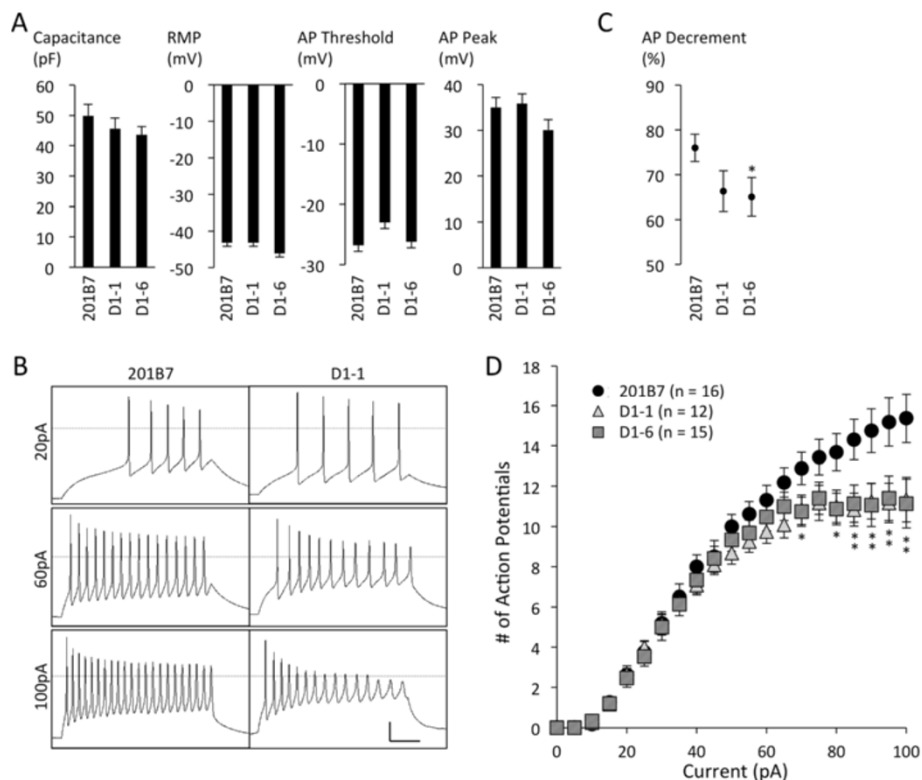 A
Capacitance
(pF)
60
50
40
30
20
10
0
201B7
D1-1
D1-6
RMP
(mV)
0
-10
-20
-30
-40
-50
201B7
D1-1
D1-6
AP Threshold
(mV)
0
-10
-20
-30
201B7
D1-1
D1-6
AP Peak
(mV)
40
30
20
10
0
201B7
D1-1
D1-6
C
AP Decrement
(%)
90
80
70
60
50
*
201B7
D1-1
D1-6
B
201B7
D1-1
20pA
60pA
100pA
D
18
16
14
12
10
8
6
4
2
0
# of Action Potentials
201B7 (n = 16)
D1-1 (n = 12)
D1-6 (n = 15)
* * * * * *
* * * *
0 20 40 60 80 100
Current (pA)